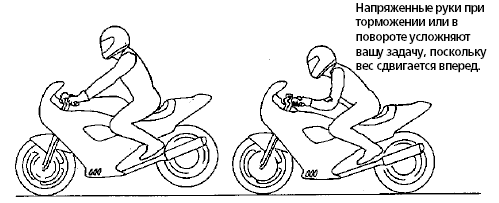 Напряженные руки при
торможении или в
повороте усложняют
вашу задачу, поскольку
вес сдвигается вперед.